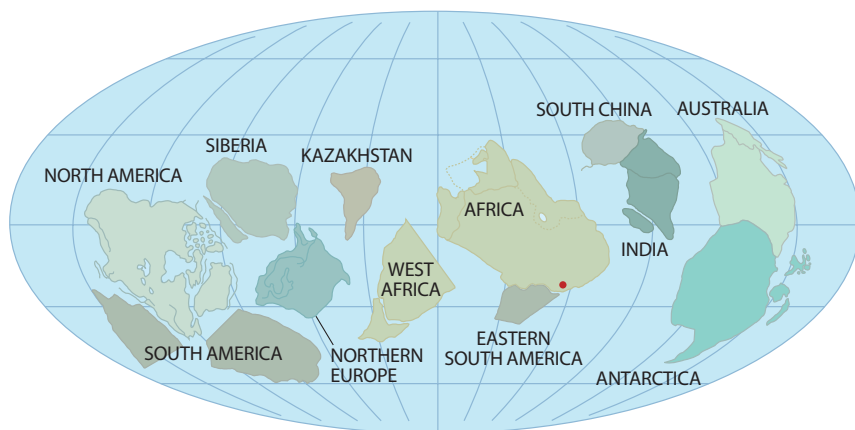 SOUTH CHINA
AUSTRALIA
SIBERIA
KAZAKHSTAN
NORTH AMERICA
AFRICA
INDIA
WEST
AFRICA
EASTERN
SOUTH AMERICA
SOUTH AMERICA
NORTHERN
EUROPE
ANTARCTICA